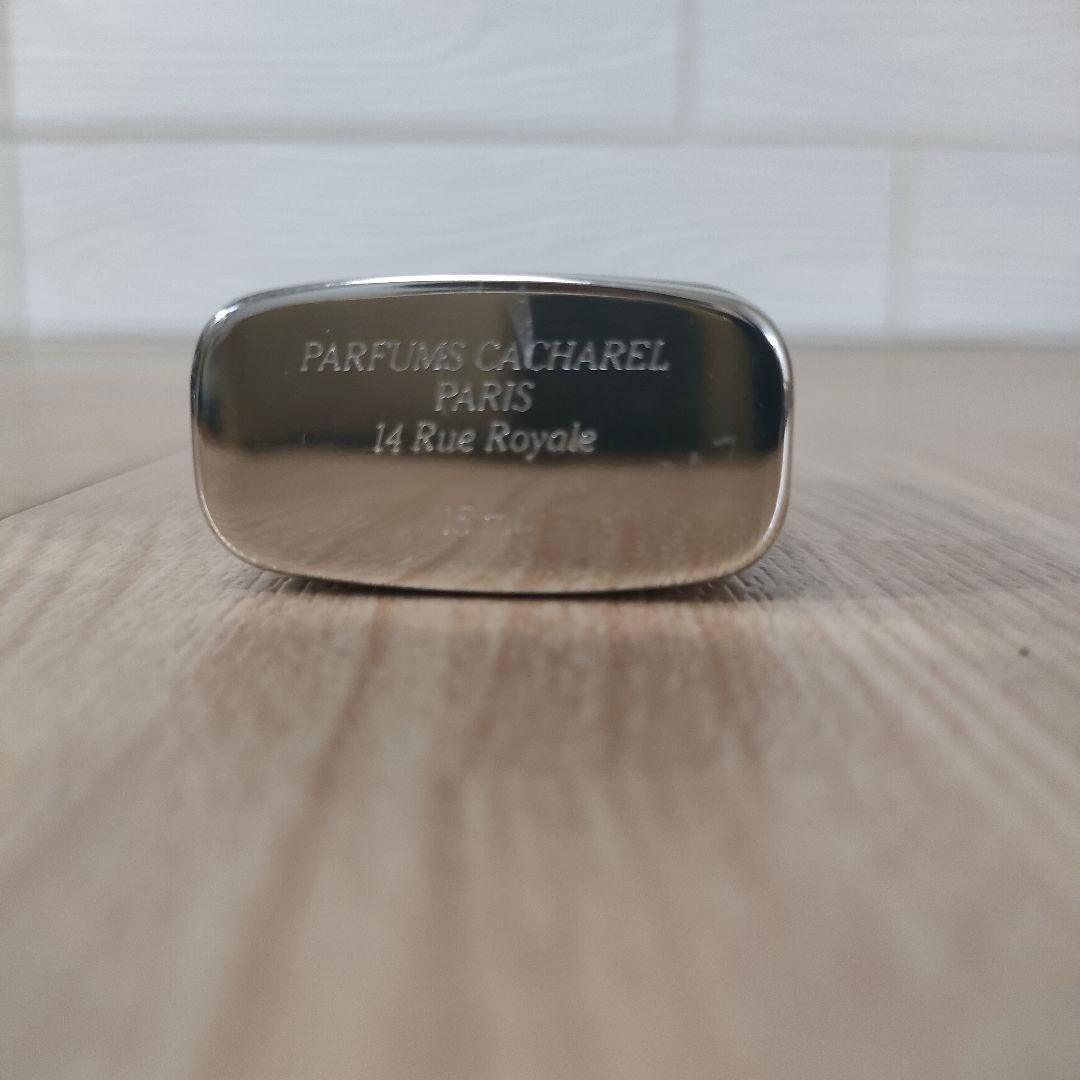 PARFUMS CACHAREL
PARIS
14 Rue Royale
15 ml